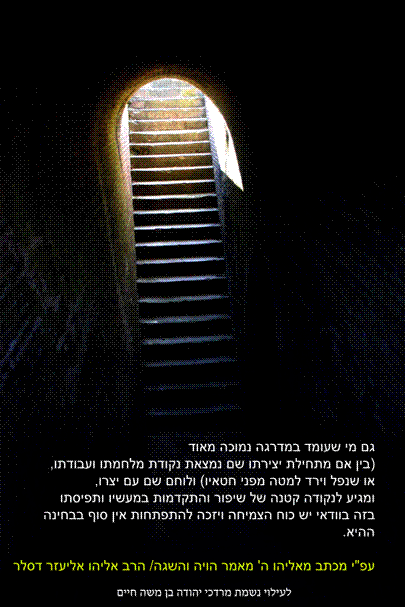 גם מי שעומד במדרגה נמוכה מאוד
(בין אם מתחילת יצירתו שם נמצאת נקודת מלחמתו ועבודתו,
או שנפל וירד למטה מפני חטאיו) ולוחם שם עם יצרו,
ומגיע לנקודה קטנה של שיפור והתקדמות במעשיו ותפיסתו
בזה בוודאי יש כוח הצמיחה ויזכה להתפתחות אין סוף בבחינה
ההיא.
עפ"י מכתב מאליהו ה' מאמר הויה והשגה/ הרב אליהו אליעזר דסלר
לעילוי נשמת מרדכי יהודה בן משה חיים